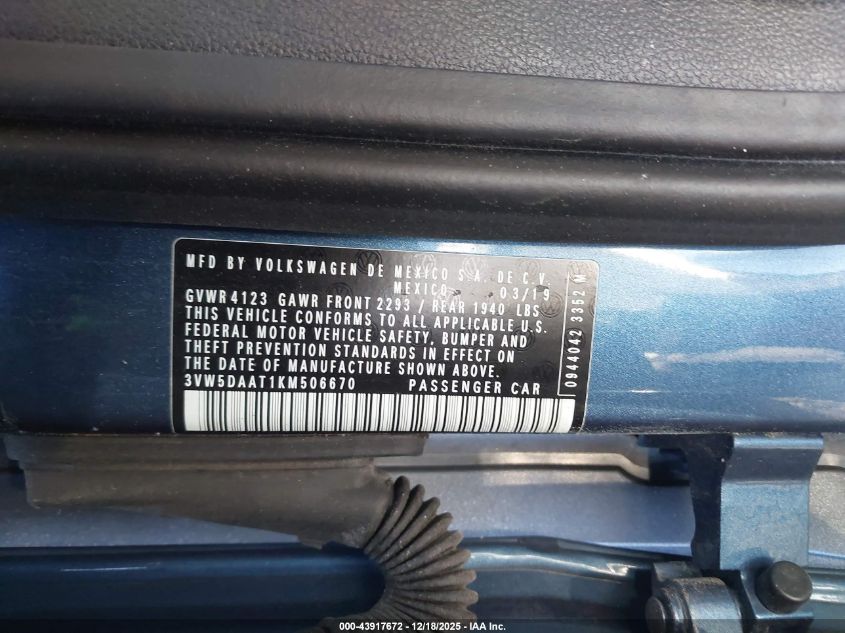 MFD BY VOLKSWAGEN DE MEXICO S.A. DE C.V.
MEXICO 03/19
GVWR 4123 GAWR FRONT 2293 / REAR 1940 LBS
THIS VEHICLE CONFORMS TO ALL APPLICABLE U.S.
FEDERAL MOTOR VEHICLE SAFETY, BUMPER AND
THEFT PREVENTION STANDARDS IN EFFECT ON
THE DATE OF MANUFACTURE SHOWN ABOVE.
3VW5DAAT1KM506670 PASSENGER CAR
0944042 3352 M
000-43917672 - 12/18/2025 - IAA Inc.